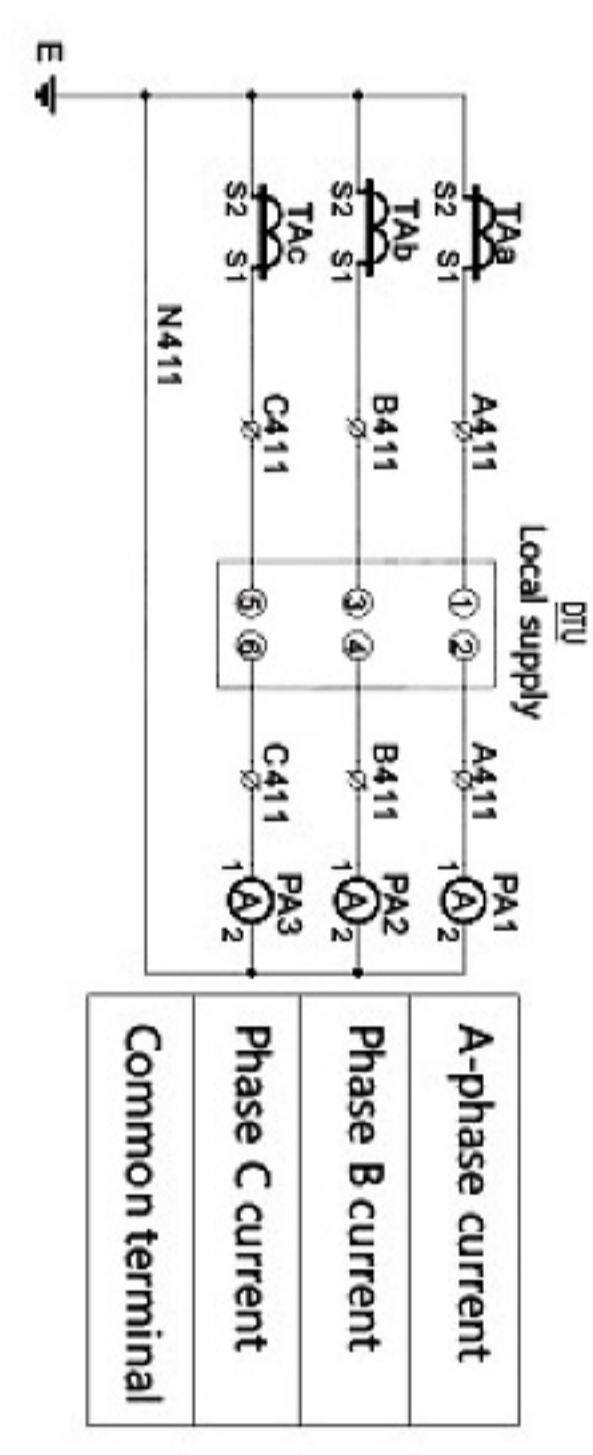 DTU
Local supply
TAa
S2 S1
A411
1 2
A411
PA1
1 A 2
A-phase current
TAb
S2 S1
B411
3 4
B411
PA2
1 A 2
Phase B current
TAc
S2 S1
C411
5 6
C411
PA3
1 A 2
Phase C current
N411
Common terminal
E